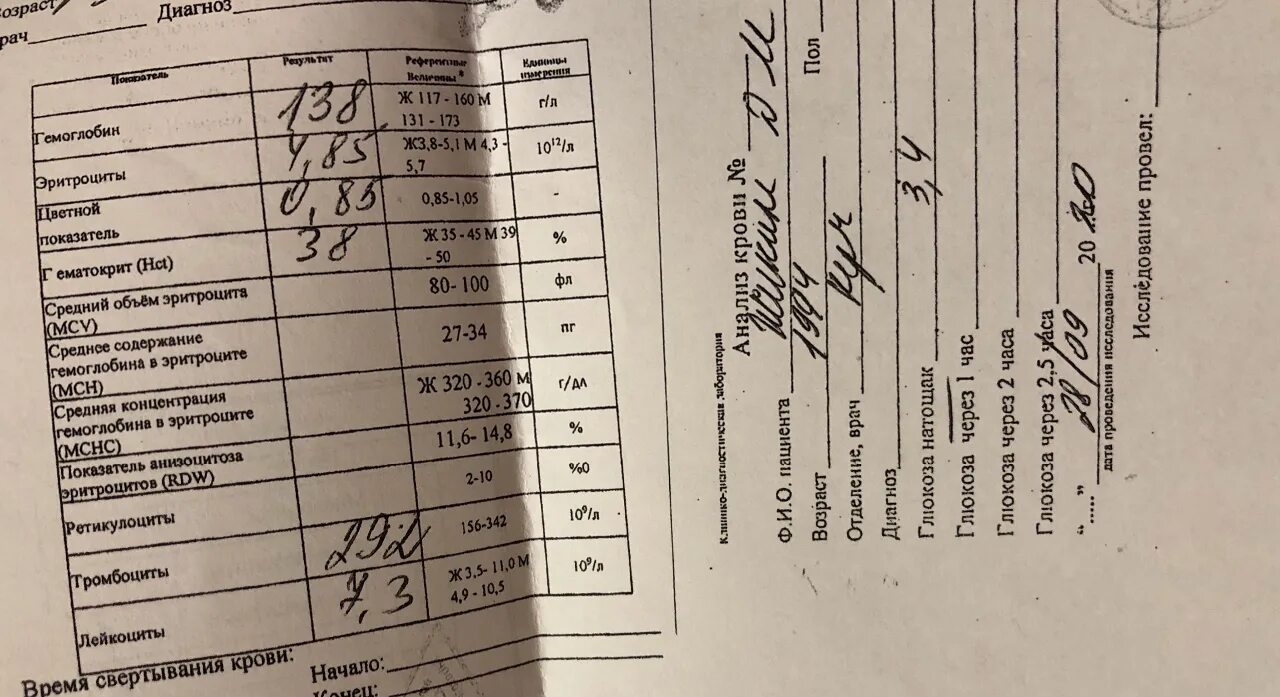 Возраст
Диагноз
рач
Показатель
Результат
Референтные Величины *
Единицы измерения
Гемоглобин
138
Ж 117 - 160 М
131 - 173
г/л
Эритроциты
4,85
Ж3,8-5,1 М 4,3 -
5,7
10¹²/л
Цветной
показатель
0,85
0,85-1,05
-
Г ематокрит (Hct)
38
Ж 35 - 45 М 39
- 50
%
Средний объём эритроцита
(MCV)
80- 100
фл
Среднее содержание
гемоглобина в эритроците
(MCH)
27-34
пг
Средняя концентрация
гемоглобина в эритроците
(MCHC)
Ж 320 - 360 м
320 - 370
г/дл
Показатель анизоцитоза
эритроцитов (RDW)
11,6- 14,8
%
Ретикулоциты
2-10
%0
Тромбоциты
292
156-342
10⁹/л
Лейкоциты
7,3
Ж 3,5- 11,0 М
4,9 - 10,5
10⁹/л
Время свертывания крови:
Начало:
Конец:
клинико-диагностическая лаборатория
Анализ крови №
Ф.И.О. пациента
Возраст 1994 Пол
Отделение, врач
Диагноз
Глюкоза натощак 3,4
Глюкоза через 1 час
Глюкоза через 2 часа
Глюкоза через 2,5 часа
“.....” 28/09 20 20
дата проведения исследования
Исследование провел: